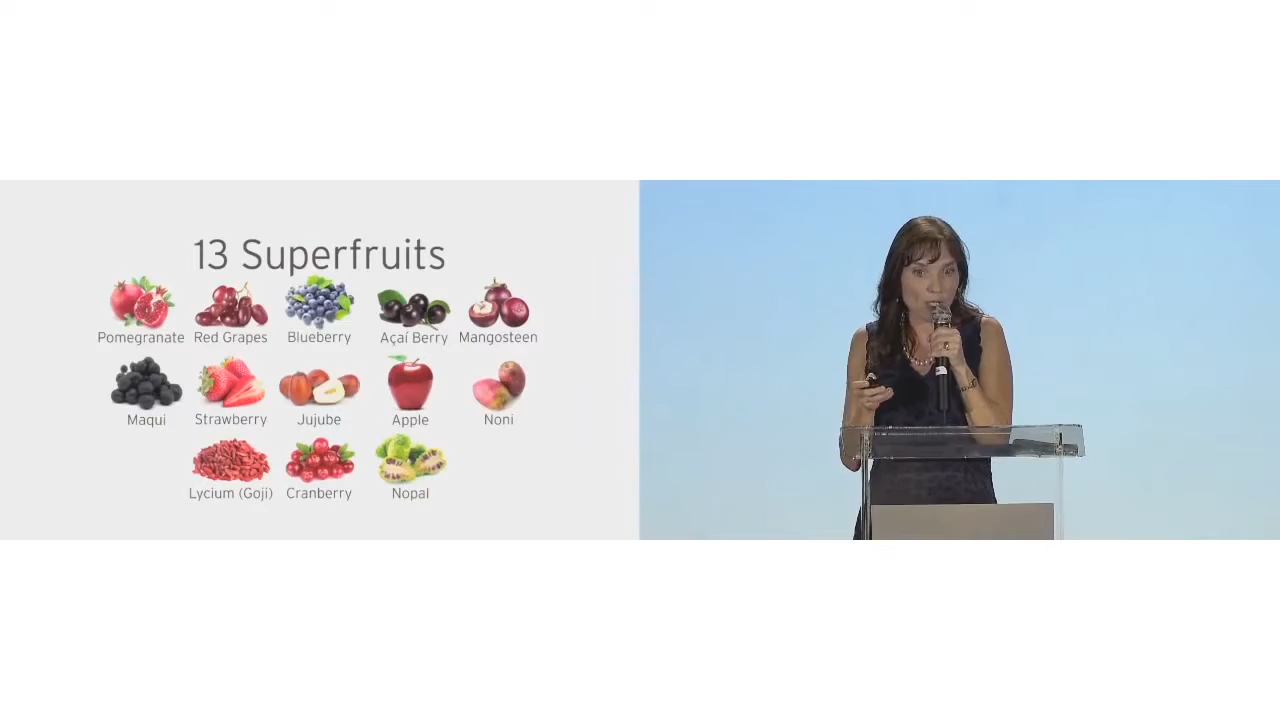 13 Superfruits
Pomegranate Red Grapes Blueberry Açaí Berry Mangosteen
Maqui Strawberry Jujube Apple Noni
Lycium (Goji) Cranberry Nopal